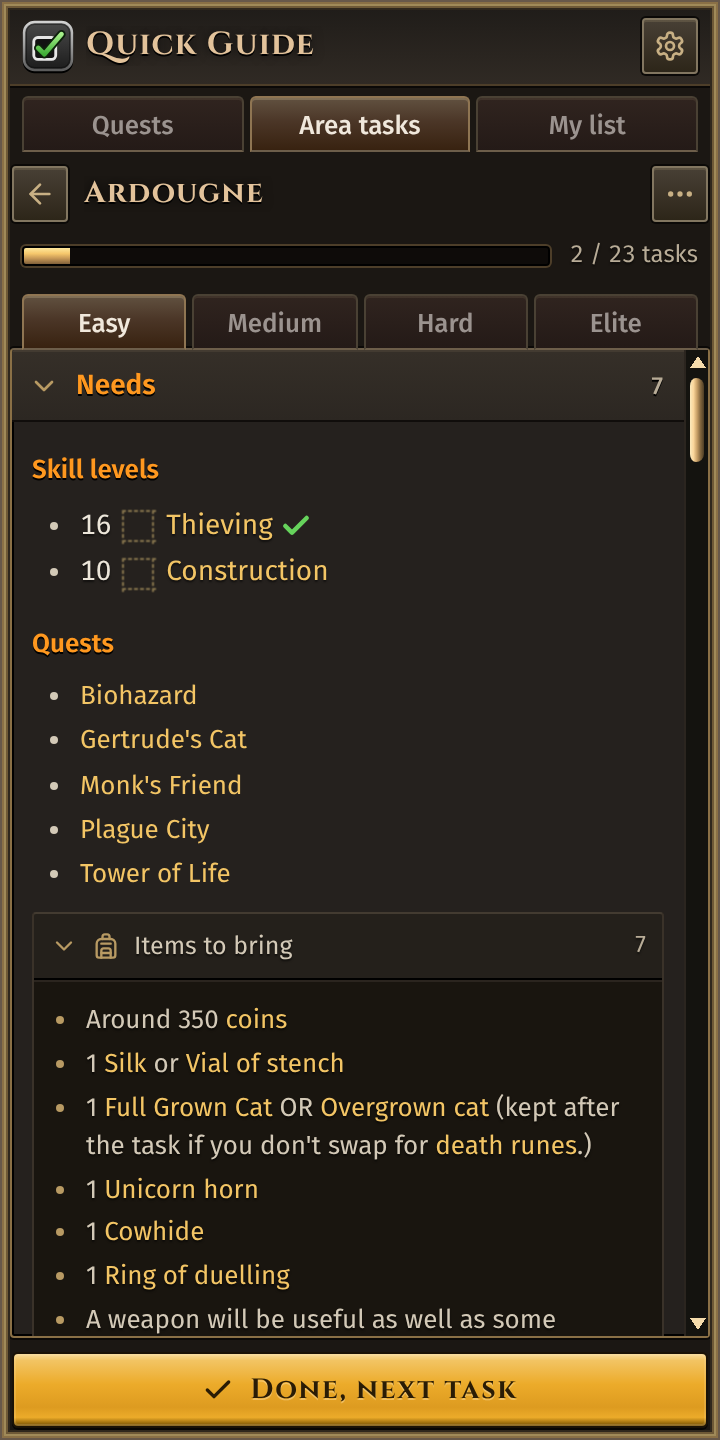 Quick Guide
Quests
Area tasks
My list
Ardougne
2 / 23 tasks
Easy
Medium
Hard
Elite
Needs
7
Skill levels
16 Thieving
10 Construction
Quests
Biohazard
Gertrude's Cat
Monk's Friend
Plague City
Tower of Life
Items to bring
7
Around 350 coins
1 Silk or Vial of stench
1 Full Grown Cat OR Overgrown cat (kept after
the task if you don't swap for death runes.)
1 Unicorn horn
1 Cowhide
1 Ring of duelling
A weapon will be useful as well as some
Done, next task